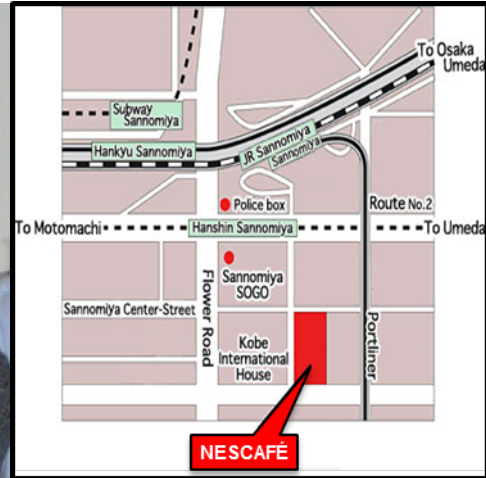 To Osaka
Umeda
Subway
Sannomiya
Hankyu Sannomiya
JR Sannomiya
Sannomiya
Police box
Route No.2
To Motomachi
Hanshin Sannomiya
To Umeda
Sannomiya
SOGO
Flower Road
Sannomiya Center-Street
Kobe
International
House
Portliner
NESCAFÉ